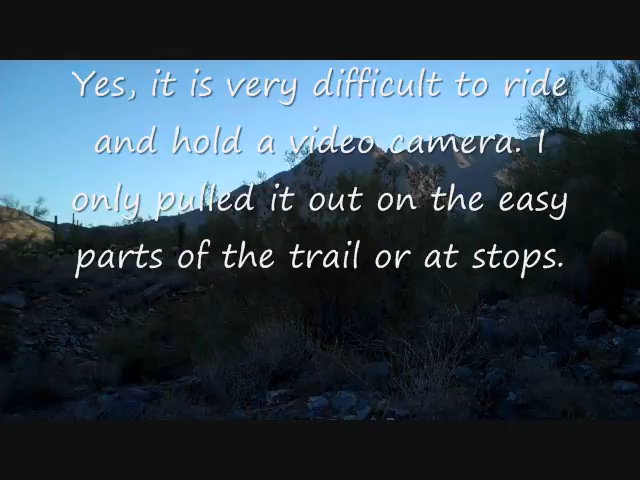 Yes, it is very difficult to ride
and hold a video camera. I
only pulled it out on the easy
parts of the trail or at stops.